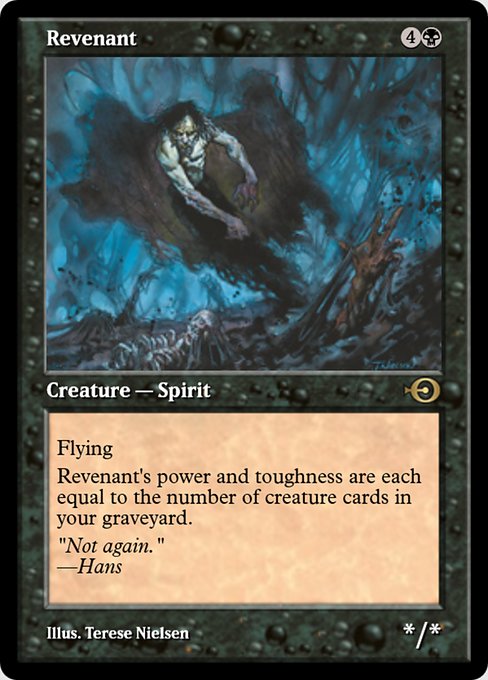 Revenant 4
Creature — Spirit
Flying
Revenant's power and toughness are each
equal to the number of creature cards in
your graveyard.
"Not again."
—Hans
Illus. Terese Nielsen
*/*